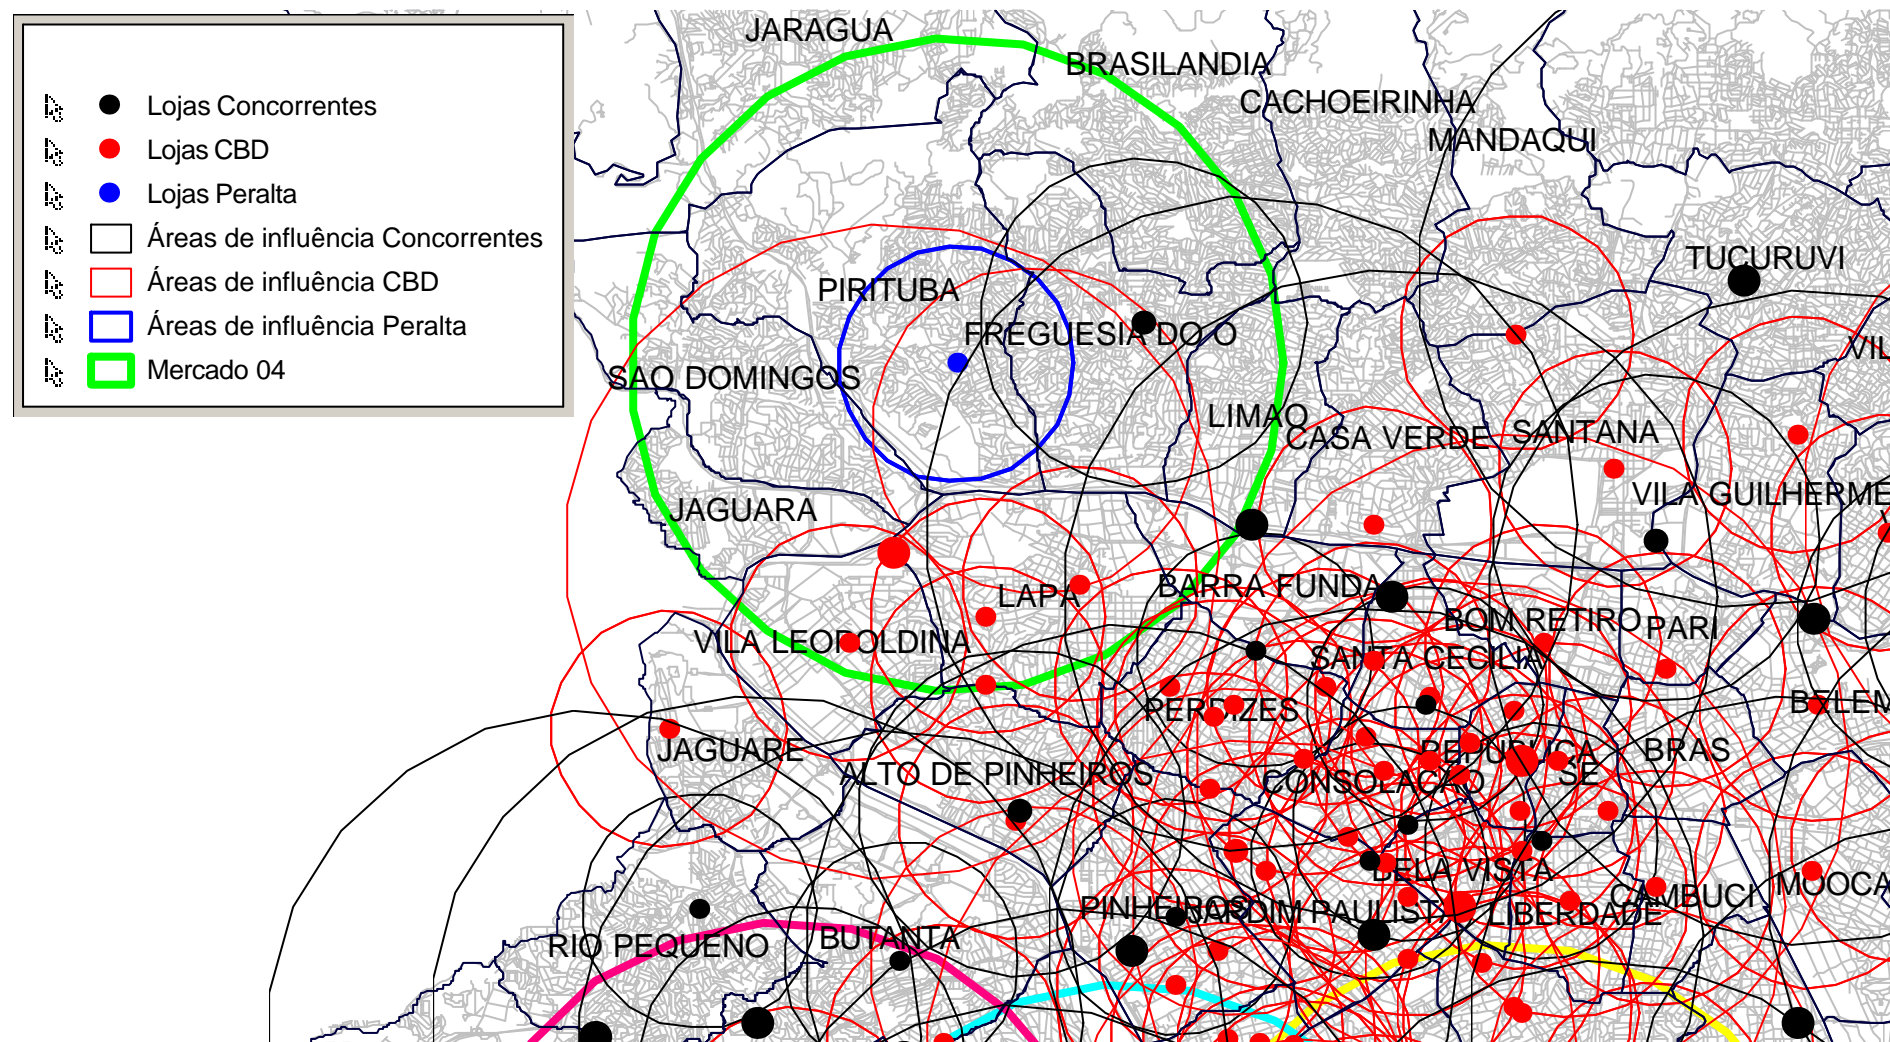 Lojas Concorrentes
Lojas CBD
Lojas Peralta
Áreas de influência Concorrentes
Áreas de influência CBD
Áreas de influência Peralta
Mercado 04
JARAGUA
BRASILANDIA
CACHOEIRINHA
MANDAQUI
TUCURUVI
PIRITUBA
FREGUESIA DO O
VIL
SAO DOMINGOS
LIMAO
CASA VERDE
SANTANA
JAGUARA
VILA GUILHERME
V
LAPA
BARRA FUNDA
BOM RETIRO
PARI
VILA LEOPOLDINA
SANTA CECILIA
PERDIZES
BELEM
JAGUARE
REPUBLICA
BRAS
ALTO DE PINHEIROS
CONSOLAÇAO
SE
BELA VISTA
CAMBUCI
MOOCA
PINHEIROS
JARDIM PAULISTA
LIBERDADE
RIO PEQUENO
BUTANTA